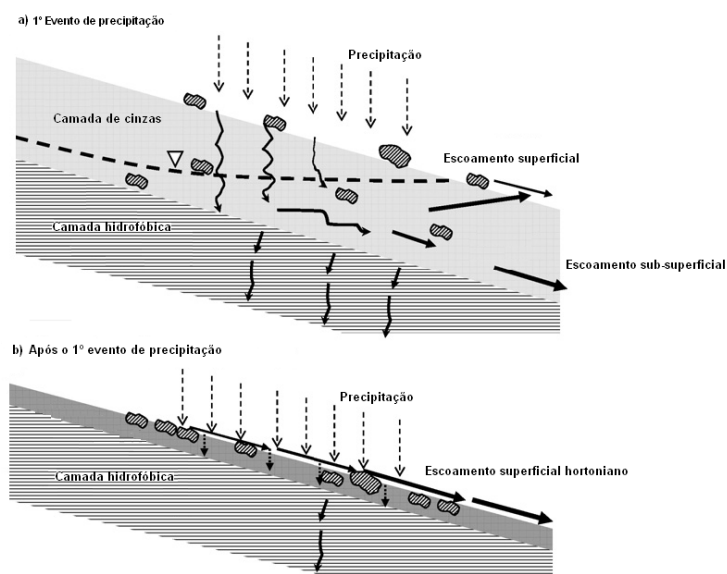 a) 1º Evento de precipitação
Precipitação
Camada de cinzas
Escoamento superficial
Camada hidrofóbica
Escoamento sub-superficial
b) Após o 1º evento de precipitação
Precipitação
Camada hidrofóbica
Escoamento superficial hortoniano